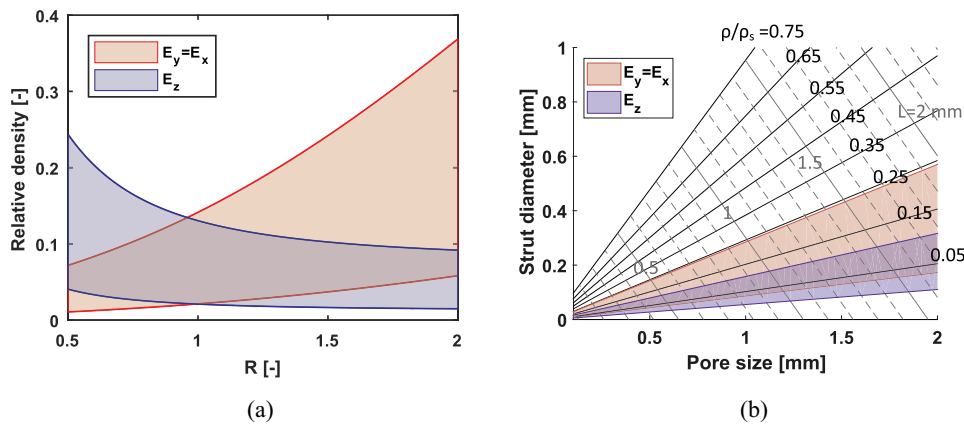 0.4
0.3
0.2
0.1
0
Relative density [-]
E_y=E_x
E_z
0.5
1
1.5
2
R [-]
(a)
ρ/ρ_s =0.75
0.65
0.55
0.45
0.35
0.25
0.15
0.05
L=2 mm
1.5
1
0.5
1
0.8
0.6
0.4
0.2
0
Strut diameter [mm]
E_y=E_x
E_z
0.5
1
1.5
2
Pore size [mm]
(b)